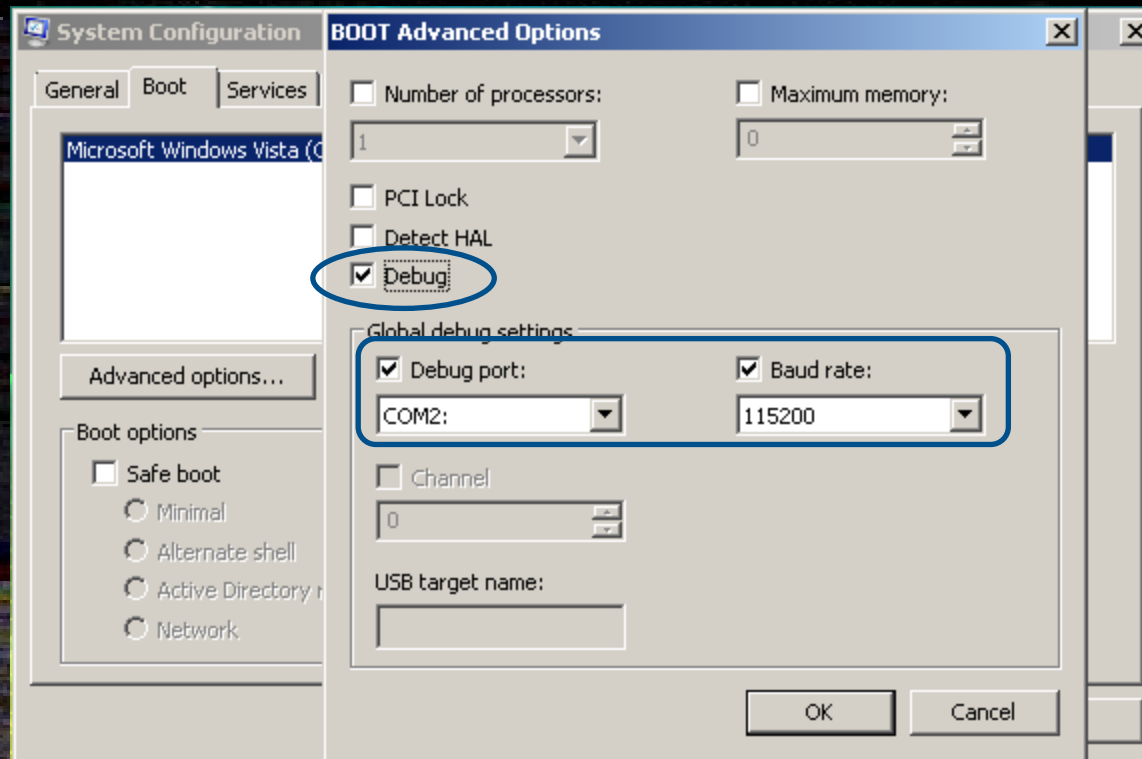 System Configuration
BOOT Advanced Options
General Boot Services
Number of processors: Maximum memory:
1 0
Microsoft Windows Vista (
PCI Lock
Detect HAL
Debug
Global debug settings
Advanced options...
Debug port: Baud rate:
COM2: 115200
Boot options
Safe boot
Minimal
Alternate shell
Active Directory
Network
Channel
0
USB target name:
OK Cancel